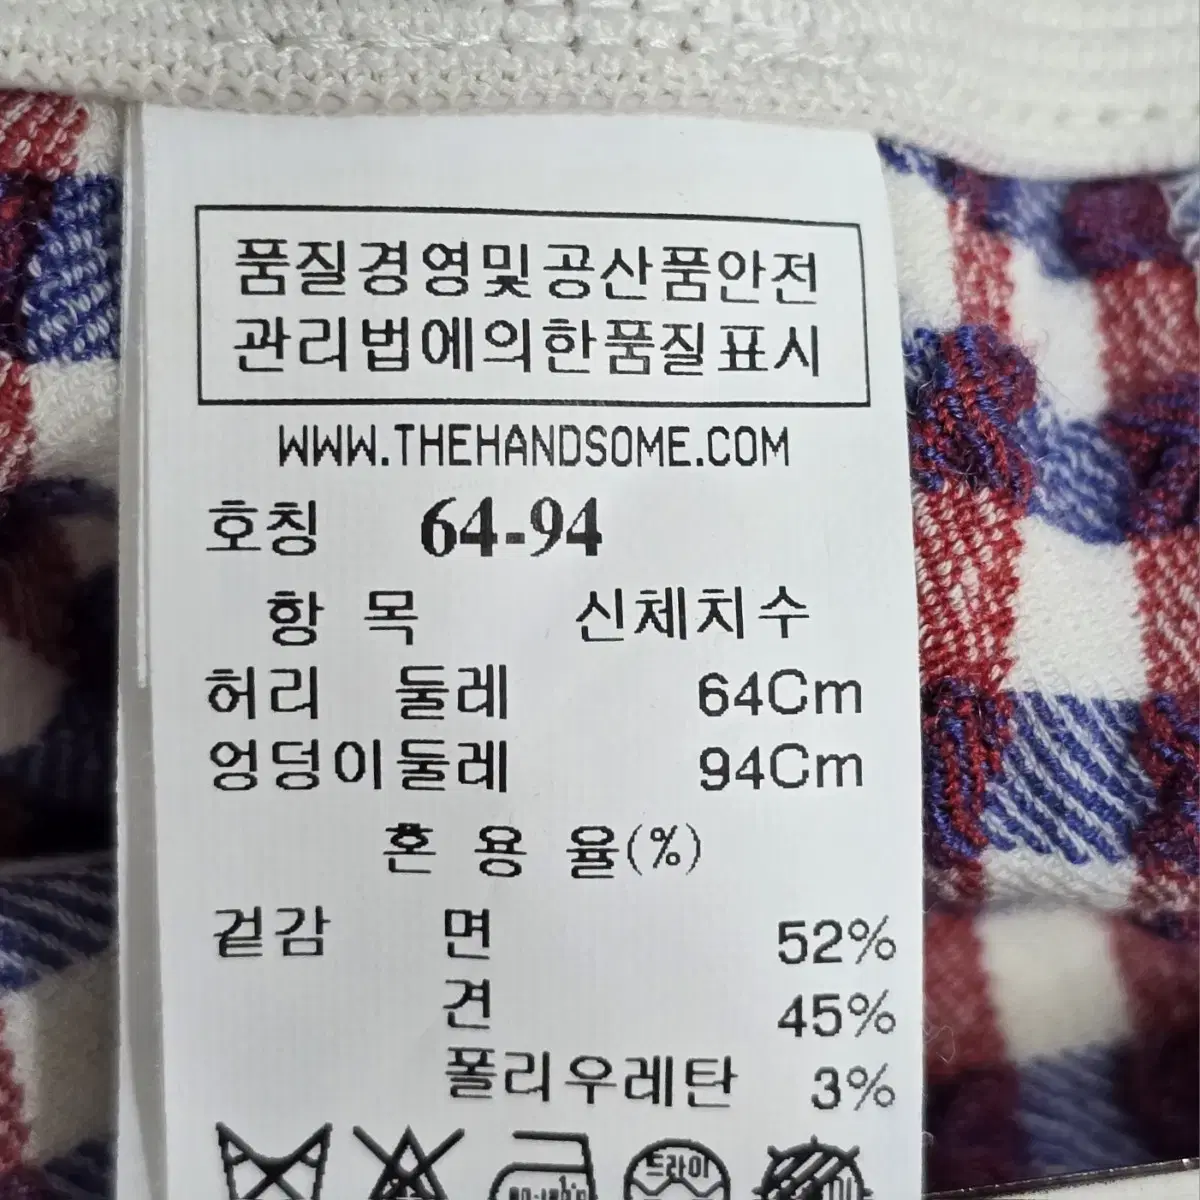 품질경영및공산품안전
관리법에의한품질표시
WWW.THEHANDSOME.COM
호칭 64-94
항 목 신체치수
허리 둘레 64Cm
엉덩이둘레 94Cm
혼 용 율(%)
겉감 면 52%
견 45%
폴리우레탄 3%
드라이